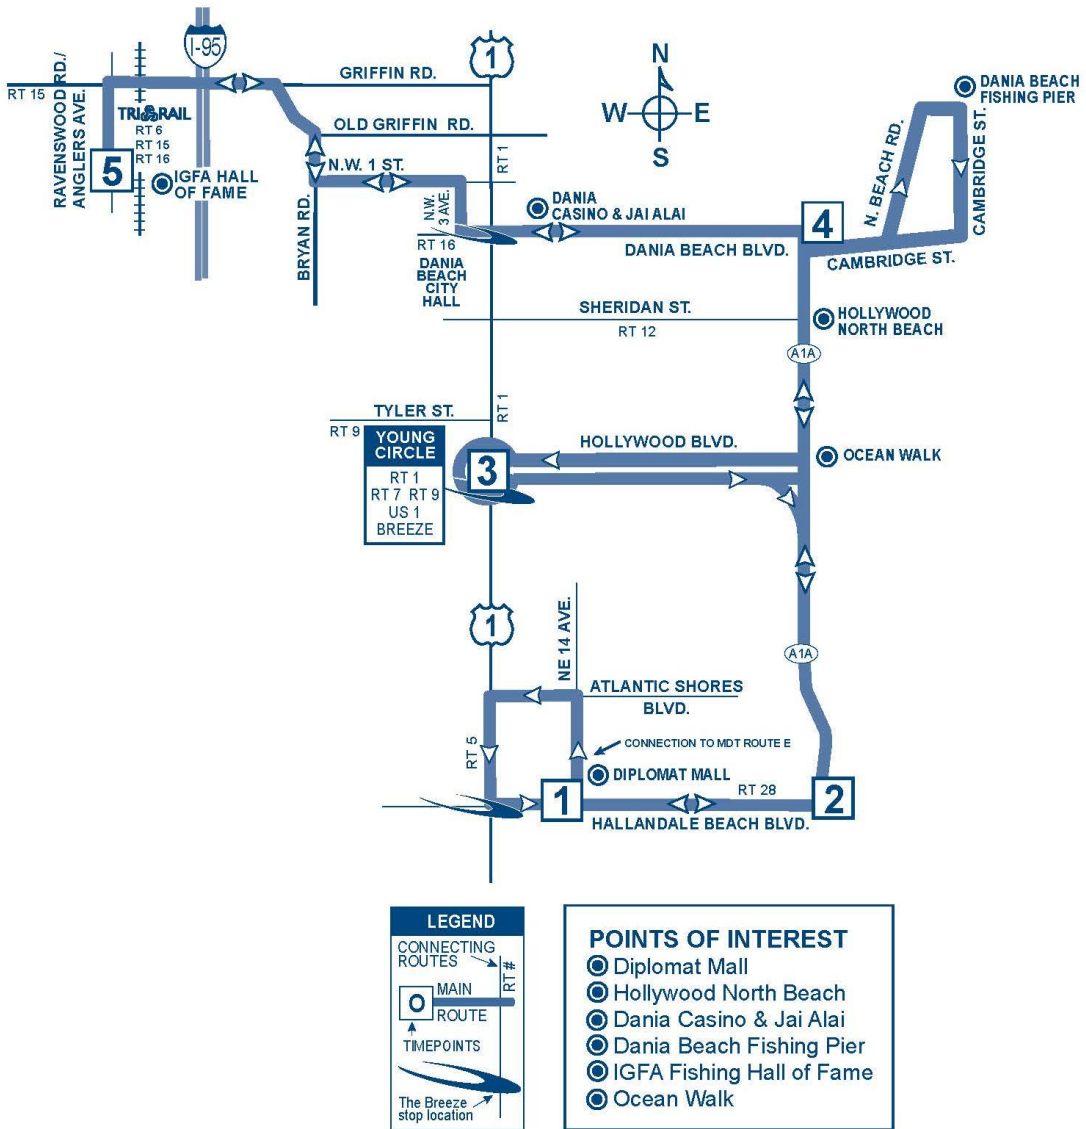 I-95
1
GRIFFIN RD.
RT 15
RAVENSWOOD RD./
ANGLERS AVE.
TRI RAIL
RT 6
RT 15
RT 16
5
IGFA HALL
OF FAME
OLD GRIFFIN RD.
N.W. 1 ST.
RT 1
BRYAN RD.
N.W.
3 AVE.
RT 16
DANIA
BEACH
CITY
HALL
N
W E
S
DANIA
CASINO & JAI ALAI
DANIA BEACH BLVD.
4
N. BEACH RD.
CAMBRIDGE ST.
CAMBRIDGE ST.
DANIA BEACH
FISHING PIER
SHERIDAN ST.
RT 12
HOLLYWOOD
NORTH BEACH
A1A
TYLER ST.
RT 9
RT 1
YOUNG
CIRCLE
RT 1
RT 7 RT 9
US 1
BREEZE
3
HOLLYWOOD BLVD.
OCEAN WALK
1
NE 14 AVE.
A1A
ATLANTIC SHORES
BLVD.
RT 5
CONNECTION TO MDT ROUTE E
DIPLOMAT MALL
1
RT 28
2
HALLANDALE BEACH BLVD.
LEGEND
CONNECTING
ROUTES
RT #
O
MAIN
ROUTE
TIMEPOINTS
The Breeze
stop location
POINTS OF INTEREST
Diplomat Mall
Hollywood North Beach
Dania Casino & Jai Alai
Dania Beach Fishing Pier
IGFA Fishing Hall of Fame
Ocean Walk